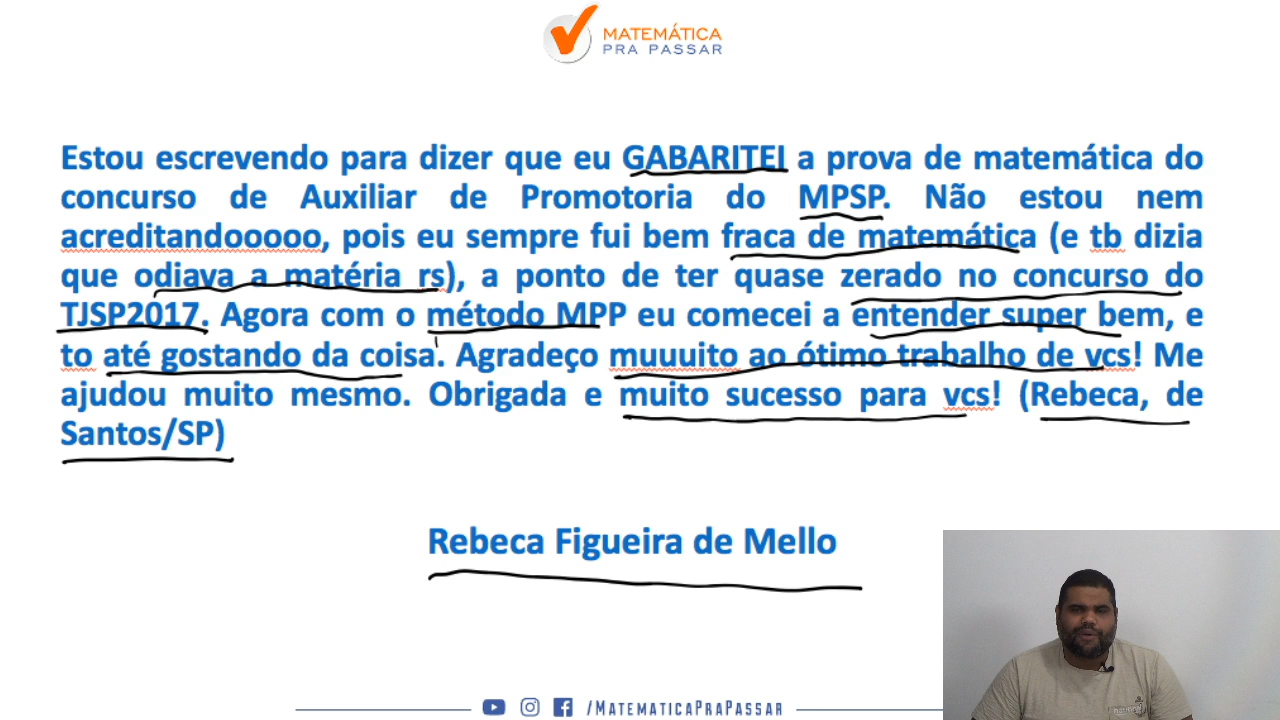 MATEMÁTICA
PRA PASSAR
Estou escrevendo para dizer que eu GABARITEI a prova de matemática do
concurso de Auxiliar de Promotoria do MPSP. Não estou nem
acreditandooooo, pois eu sempre fui bem fraca de matemática (e tb dizia
que odiava a matéria rs), a ponto de ter quase zerado no concurso do
TJSP2017. Agora com o método MPP eu comecei a entender super bem, e
to até gostando da coisa. Agradeço muuuito ao ótimo trabalho de vcs! Me
ajudou muito mesmo. Obrigada e muito sucesso para vcs! (Rebeca, de
Santos/SP)
Rebeca Figueira de Mello
/MATEMATICAPRAPASSAR